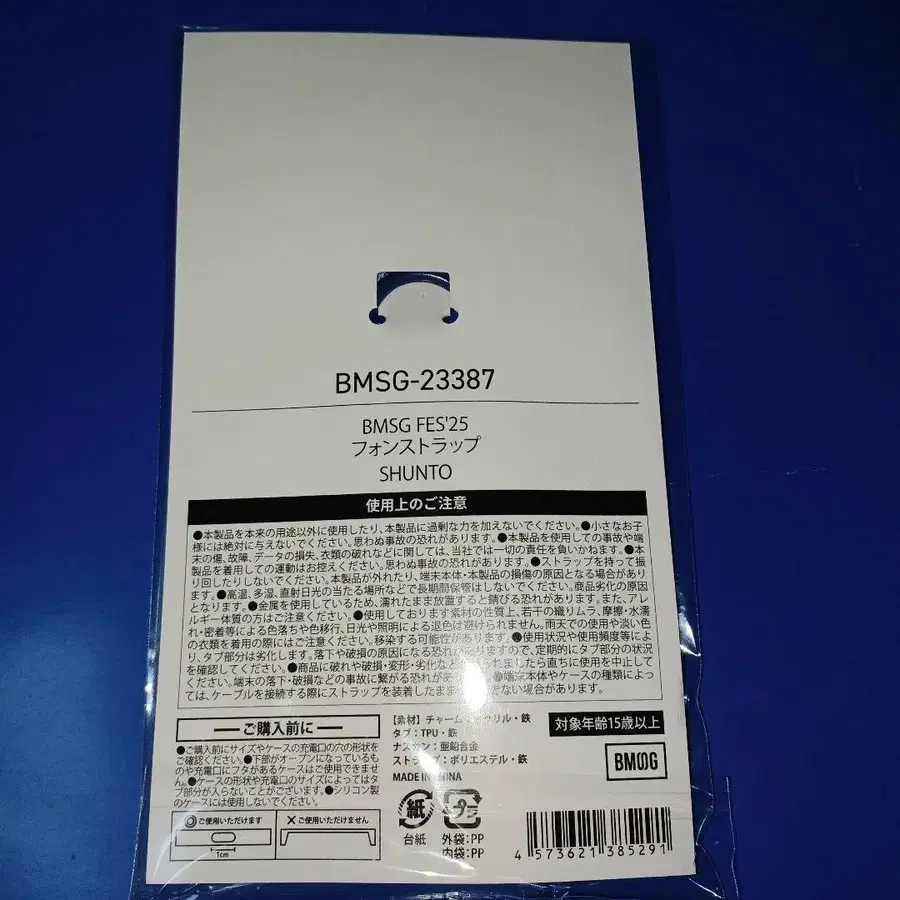 BMSG-23387
BMSG FES'25
フォンストラップ
SHUNTO
使用上のご注意
●本製品を本来の用途以外に使用したり、本製品に過剰な力を加えないでください。●小さなお子
様には絶対に与えないでください。思わぬ事故の恐れがあります。●本製品を使用しての事故や端
末の傷、故障、データの損失、衣類の破れなどに関しては、当社では一切の責任を負いかねます。●本
製品を着用しての運動はお控えください。思わぬ事故の恐れがあります。●ストラップを持って振
り回したりしないでください。本製品が外れたり、端末本体・本製品の損傷の原因となる場合があり
ます。●高温、多湿、直射日光の当たる場所などで長期間保管はしないでください。商品劣化の原因
となります。●金属を使用しているため、濡れたまま放置すると錆びる恐れがあります。また、アレ
ルギー体質の方はご注意ください。●使用しております素材の性質上、若干の織りムラ、摩擦・水濡
れ・密着等による色落ちや色移行、日光や照明による退色は避けられません。雨天での使用や淡い色
の衣類を着用の際にはご注意ください。移染する可能性があります。●使用状況や使用頻度等によ
り、タブ部分は劣化します。落下や破損の原因になる恐れがありますので、定期的にタブ部分の状況
を確認してください。●商品に破れや破損・変形・劣化など られましたら直ちに使用を中止して
ください。端末の落下・破損などの事故に繋がる恐れがあ ●端末本体やケースの種類によっ
ては、ケーブルを接続する際にストラップを装着したまま きない場合があります。
ご購入前に
●ご購入前にサイズやケースの充電口の穴の形状をご
確認ください。●下部がオープンになっているも
のや充電口にフタがあるケースはご使用できませ
ん。●ケースの形状や充電口のサイズによってはタ
ブ部分が入らないことがございます。●シリコン製
のケースには使用しないでください。
◎ご使用いただけます
×ご使用いただけません
1cm
【素材】チャーム：アクリル・鉄
タブ：TPU・鉄
ナスカン：亜鉛合金
ストラップ：ポリエステル・鉄
MADE IN CHINA
対象年齢15歳以上
BMSG
紙
台紙
プラ
外袋:PP
内袋:PP
4 573621 385291